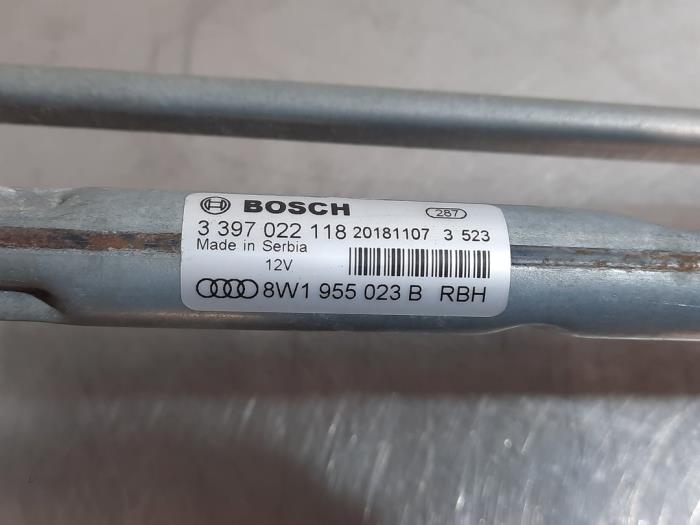 BOSCH 287
3 397 022 118 20181107 3 523
Made in Serbia
12V
8W1 955 023 B RBH